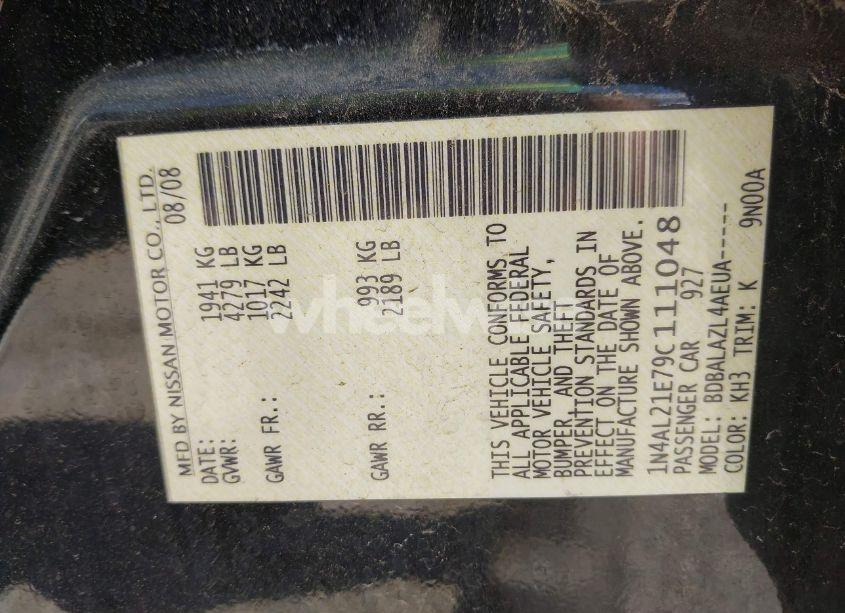 MFD BY NISSAN MOTOR CO., LTD.
DATE: 08/08
GVWR: 1941 KG
4279 LB
GAWR FR.: 1017 KG
2242 LB
GAWR RR.: 993 KG
2189 LB
THIS VEHICLE CONFORMS TO
ALL APPLICABLE FEDERAL
MOTOR VEHICLE SAFETY,
BUMPER, AND THEFT
PREVENTION STANDARDS IN
EFFECT ON THE DATE OF
MANUFACTURE SHOWN ABOVE.
1N4AL21E79C111048
PASSENGER CAR 927
MODEL: BDBALAZL4AEUA-----
COLOR: KH3 TRIM: K 9N00A